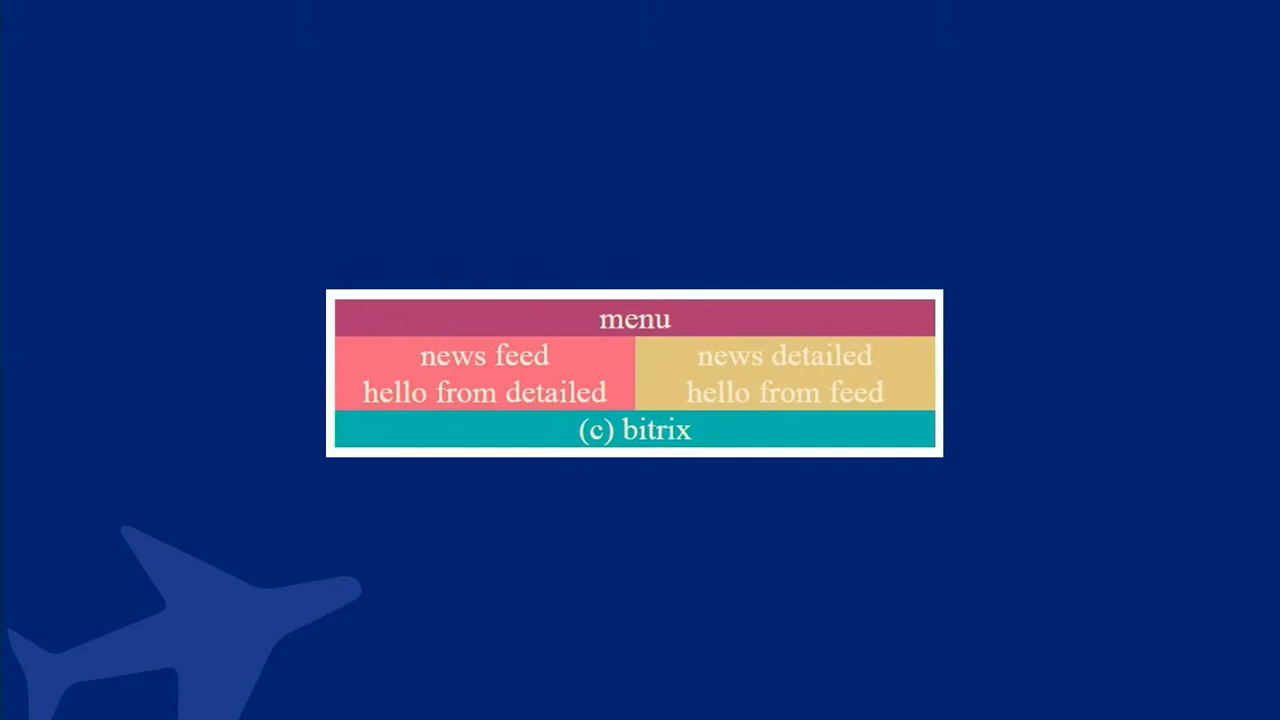 menu
news feed
hello from detailed
news detailed
hello from feed
(c) bitrix